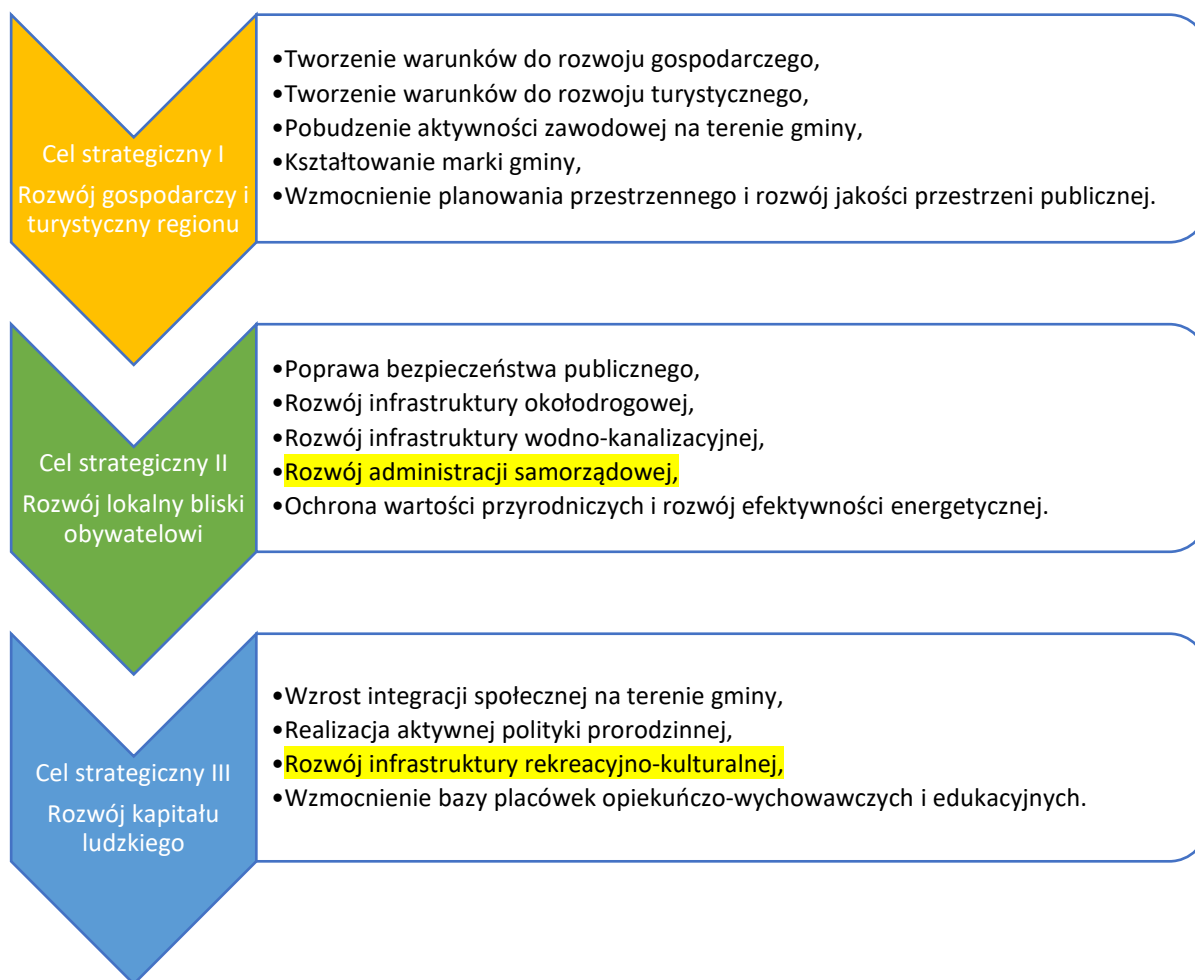 Cel strategiczny I
Rozwój gospodarczy i
turystyczny regionu
•Tworzenie warunków do rozwoju gospodarczego,
•Tworzenie warunków do rozwoju turystycznego,
•Pobudzenie aktywności zawodowej na terenie gminy,
•Kształtowanie marki gminy,
•Wzmocnienie planowania przestrzennego i rozwój jakości przestrzeni publicznej.
Cel strategiczny II
Rozwój lokalny bliski
obywatelowi
•Poprawa bezpieczeństwa publicznego,
•Rozwój infrastruktury okołodrogowej,
•Rozwój infrastruktury wodno-kanalizacyjnej,
•Rozwój administracji samorządowej,
•Ochrona wartości przyrodniczych i rozwój efektywności energetycznej.
Cel strategiczny III
Rozwój kapitału
ludzkiego
•Wzrost integracji społecznej na terenie gminy,
•Realizacja aktywnej polityki prorodzinnej,
•Rozwój infrastruktury rekreacyjno-kulturalnej,
•Wzmocnienie bazy placówek opiekuńczo-wychowawczych i edukacyjnych.